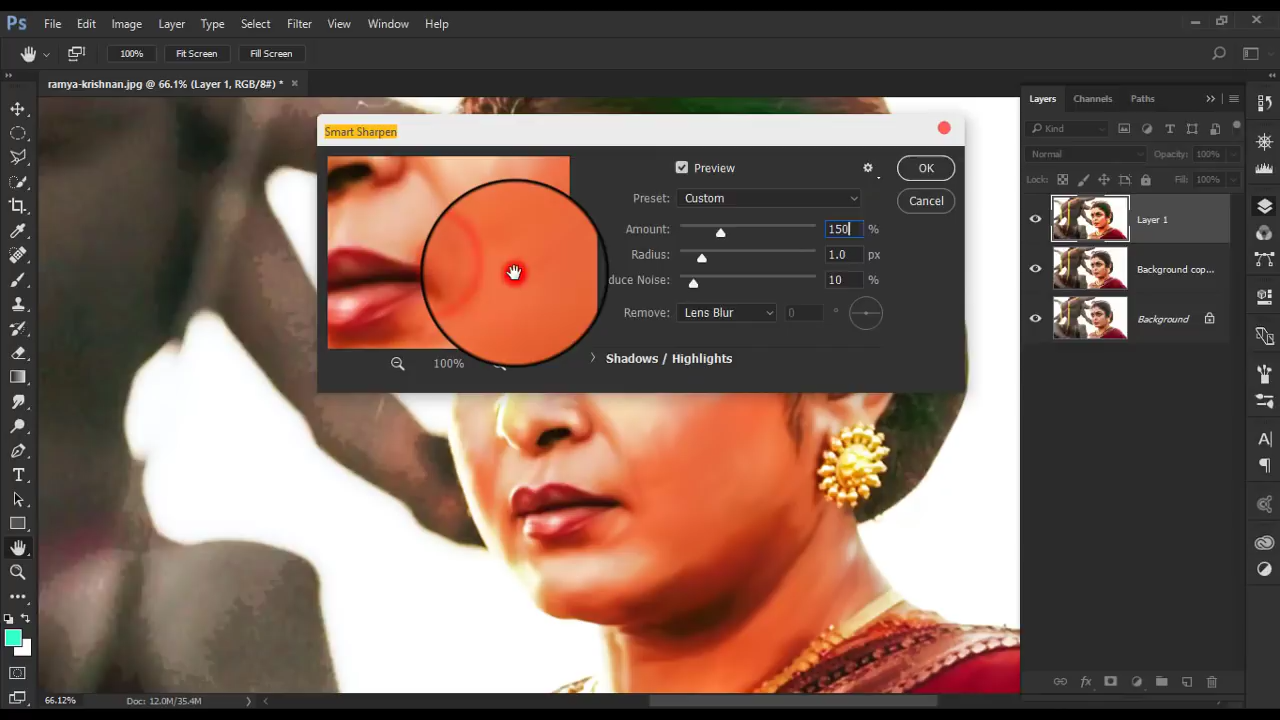 Ps File Edit Image Layer Type Select Filter View Window Help
100% Fit Screen Fill Screen
ramya-krishnan.jpg @ 66.1% (Layer 1, RGB/8#) * ×
Layers Channels Paths
Kind
Normal Opacity: 100%
Lock: Fill: 100%
Layer 1
Background cop...
Background
Smart Sharpen
Preview
OK
Preset: Custom
Cancel
Amount: 150 %
Radius: 1.0 px
duce Noise: 10 %
Remove: Lens Blur 0 °
Shadows / Highlights
100%
66.12% Doc: 12.0M/35.4M